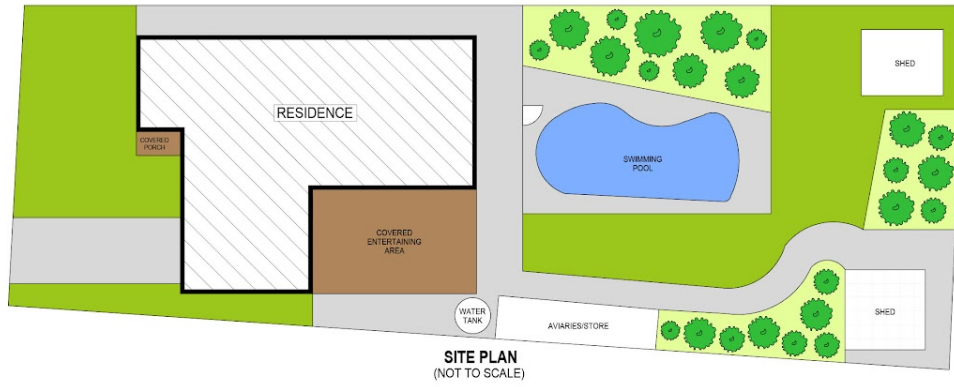 SHED
RESIDENCE
COVERED
PORCH
SWIMMING
POOL
COVERED
ENTERTAINING
AREA
WATER
TANK
AVIARIES/STORE
SHED
SITE PLAN
(NOT TO SCALE)